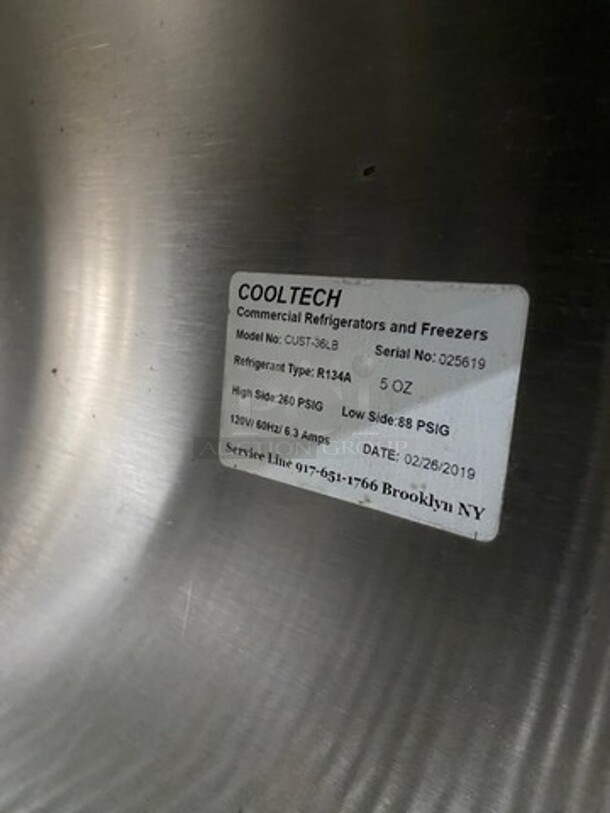 COOLTECH
Commercial Refrigerators and Freezers
Model No: CUST-36LB Serial No: 025619
Refrigerant Type: R134A 5 OZ
High Side:260 PSIG Low Side:88 PSIG
120V/ 60Hz/ 6.3 Amps DATE: 02/26/2019
Service Line 917-651-1766 Brooklyn NY
AUCTION GROUP